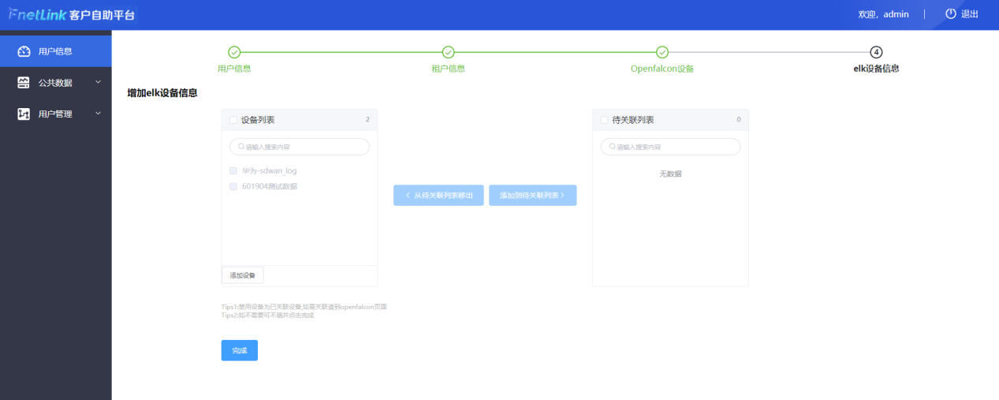 FnetLink 客户自助平台
欢迎，admin | 退出
用户信息
公共数据
用户管理
用户信息 租户信息 Openfalcon设备 4 elk设备信息
增加elk设备信息
设备列表 2
请输入搜索内容
华为-sdwan_log
601904测试数据
添加设备
< 从待关联列表移出 添加到待关联列表 >
待关联列表 0
请输入搜索内容
无数据
Tips1:禁用设备为已关联设备,如需关联请到openfalcon页面
Tips2:如不需要可不填并点击完成
完成